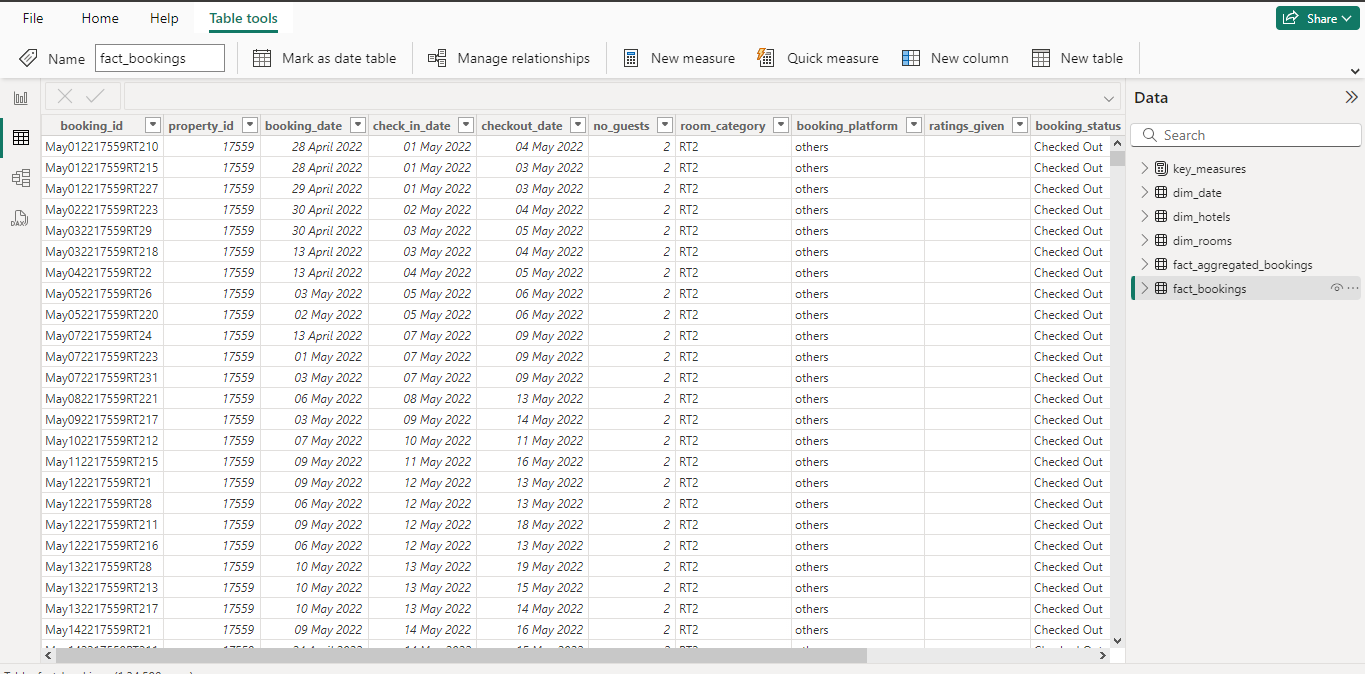 File Home Help Table tools Share
Name fact_bookings Mark as date table Manage relationships New measure Quick measure New column New table
Data
booking_id property_id booking_date check_in_date checkout_date no_guests room_category booking_platform ratings_given booking_status
Search
May012217559RT210 17559 28 April 2022 01 May 2022 04 May 2022 2 RT2 others Checked Out
May012217559RT215 17559 28 April 2022 01 May 2022 03 May 2022 2 RT2 others Checked Out
May012217559RT227 17559 29 April 2022 01 May 2022 03 May 2022 2 RT2 others Checked Out
May022217559RT223 17559 30 April 2022 02 May 2022 04 May 2022 2 RT2 others Checked Out
May032217559RT29 17559 30 April 2022 03 May 2022 05 May 2022 2 RT2 others Checked Out
May032217559RT218 17559 13 April 2022 03 May 2022 04 May 2022 2 RT2 others Checked Out
May042217559RT22 17559 13 April 2022 04 May 2022 05 May 2022 2 RT2 others Checked Out
May052217559RT26 17559 03 May 2022 05 May 2022 06 May 2022 2 RT2 others Checked Out
May052217559RT220 17559 02 May 2022 05 May 2022 06 May 2022 2 RT2 others Checked Out
May072217559RT24 17559 13 April 2022 07 May 2022 09 May 2022 2 RT2 others Checked Out
May072217559RT223 17559 01 May 2022 07 May 2022 09 May 2022 2 RT2 others Checked Out
May072217559RT231 17559 03 May 2022 07 May 2022 09 May 2022 2 RT2 others Checked Out
May082217559RT221 17559 06 May 2022 08 May 2022 13 May 2022 2 RT2 others Checked Out
May092217559RT217 17559 03 May 2022 09 May 2022 14 May 2022 2 RT2 others Checked Out
May102217559RT212 17559 07 May 2022 10 May 2022 11 May 2022 2 RT2 others Checked Out
May112217559RT215 17559 09 May 2022 11 May 2022 16 May 2022 2 RT2 others Checked Out
May122217559RT21 17559 09 May 2022 12 May 2022 13 May 2022 2 RT2 others Checked Out
May122217559RT28 17559 06 May 2022 12 May 2022 13 May 2022 2 RT2 others Checked Out
May122217559RT211 17559 09 May 2022 12 May 2022 18 May 2022 2 RT2 others Checked Out
May122217559RT216 17559 06 May 2022 12 May 2022 13 May 2022 2 RT2 others Checked Out
May132217559RT28 17559 10 May 2022 13 May 2022 19 May 2022 2 RT2 others Checked Out
May132217559RT213 17559 10 May 2022 13 May 2022 15 May 2022 2 RT2 others Checked Out
May132217559RT217 17559 10 May 2022 13 May 2022 14 May 2022 2 RT2 others Checked Out
May142217559RT21 17559 09 May 2022 14 May 2022 16 May 2022 2 RT2 others Checked Out
key_measures
dim_date
dim_hotels
dim_rooms
fact_aggregated_bookings
fact_bookings
DAX